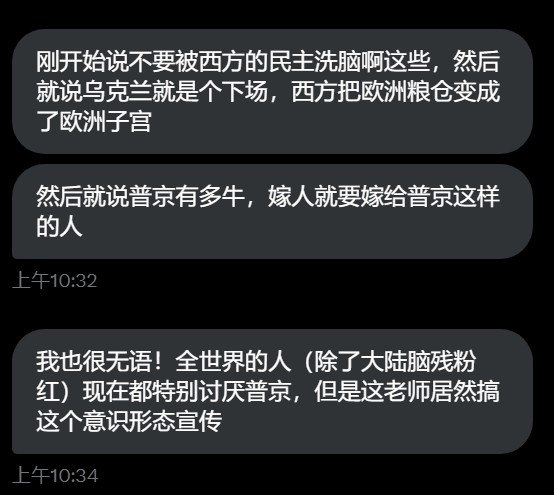 刚开始说不要被西方的民主洗脑啊这些，然后
就说乌克兰就是个下场，西方把欧洲粮仓变成
了欧洲子宫
然后就说普京有多牛，嫁人就要嫁给普京这样
的人
上午10:32
我也很无语！全世界的人（除了大陆脑残粉
红）现在都特别讨厌普京，但是这老师居然搞
这个意识形态宣传
上午10:34